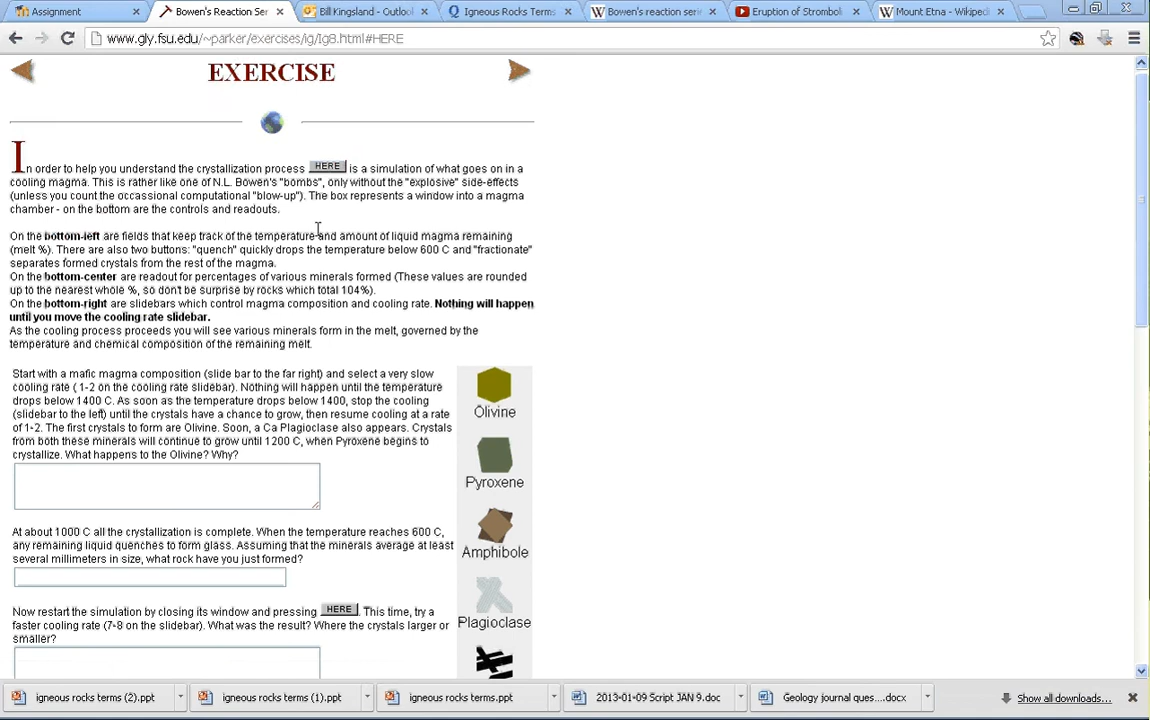 Assignment
Bowen's Reaction Ser
Bill Kingsland - Outlook
Igneous Rocks Terms
Bowen's reaction serie
Eruption of Strombol
Mount Etna - Wikiped
www.gly.fsu.edu/~parker/exercises/ig/Ig8.html#HERE
EXERCISE
In order to help you understand the crystallization process HERE is a simulation of what goes on in a
cooling magma. This is rather like one of N.L. Bowen's "bombs", only without the "explosive" side-effects
(unless you count the occassional computational "blow-up"). The box represents a window into a magma
chamber - on the bottom are the controls and readouts.
On the bottom-left are fields that keep track of the temperature and amount of liquid magma remaining
(melt %). There are also two buttons: "quench" quickly drops the temperature below 600 C and "fractionate"
separates formed crystals from the rest of the magma.
On the bottom-center are readout for percentages of various minerals formed (These values are rounded
up to the nearest whole %, so don't be surprise by rocks which total 104%).
On the bottom-right are slidebars which control magma composition and cooling rate. Nothing will happen
until you move the cooling rate slidebar.
As the cooling process proceeds you will see various minerals form in the melt, governed by the
temperature and chemical composition of the remaining melt.
Start with a mafic magma composition (slide bar to the far right) and select a very slow
cooling rate ( 1-2 on the cooling rate slidebar). Nothing will happen until the temperature
drops below 1400 C. As soon as the temperature drops below 1400, stop the cooling
(slidebar to the left) until the crystals have a chance to grow, then resume cooling at a rate
of 1-2. The first crystals to form are Olivine. Soon, a Ca Plagioclase also appears. Crystals
from both these minerals will continue to grow until 1200 C, when Pyroxene begins to
crystallize. What happens to the Olivine? Why?
At about 1000 C all the crystallization is complete. When the temperature reaches 600 C,
any remaining liquid quenches to form glass. Assuming that the minerals average at least
several millimeters in size, what rock have you just formed?
Now restart the simulation by closing its window and pressing HERE . This time, try a
faster cooling rate (7-8 on the slidebar). What was the result? Where the crystals larger or
smaller?
Olivine
Pyroxene
Amphibole
Plagioclase
igneous rocks terms (2).ppt
igneous rocks terms (1).ppt
igneous rocks terms.ppt
2013-01-09 Script JAN 9.doc
Geology journal ques....docx
Show all downloads...